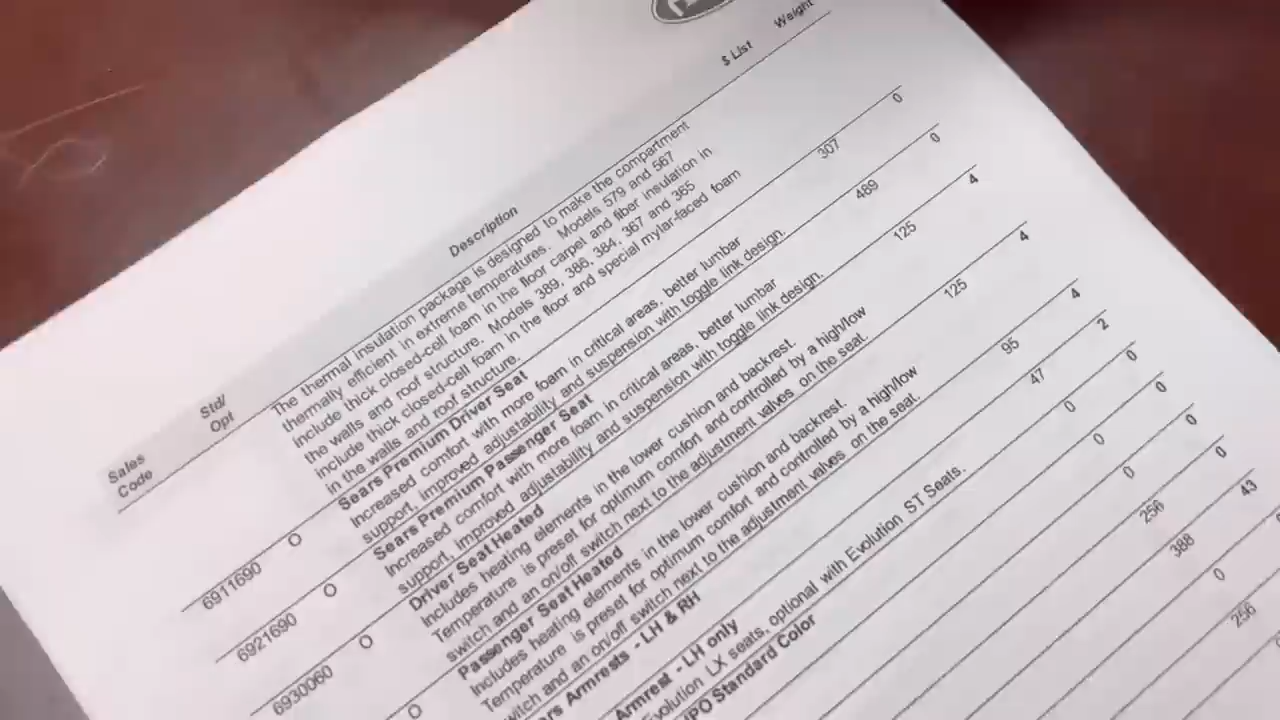 $ List Weight
Sales Code Std/ Opt Description
The thermal insulation package is designed to make the compartment
thermally efficient in extreme temperatures. Models 579 and 567
include thick closed-cell foam in the floor carpet and fiber insulation in
the walls and roof structure. Models 389, 386, 384, 367 and 365
include thick closed-cell foam in the floor and special mylar-faced foam
in the walls and roof structure.
6911690 O Sears Premium Driver Seat 307 0
Increased comfort with more foam in critical areas, better lumbar
support, improved adjustability and suspension with toggle link design.
6921690 O Sears Premium Passenger Seat 489 0
Increased comfort with more foam in critical areas, better lumbar
support, improved adjustability and suspension with toggle link design.
6930060 O Driver Seat Heated 125 4
Includes heating elements in the lower cushion and backrest.
Temperature is preset for optimum comfort and controlled by a high/low
switch and an on/off switch next to the adjustment valves on the seat.
O Passenger Seat Heated 125 4
Includes heating elements in the lower cushion and backrest.
Temperature is preset for optimum comfort and controlled by a high/low
switch and an on/off switch next to the adjustment valves on the seat.
Armrests - LH & RH 95 4
Armrest - LH only 47 2
Evolution LX seats, optional with Evolution ST Seats.
IPO Standard Color 0 0
0 0
0 0
256 0
388 43
0
256